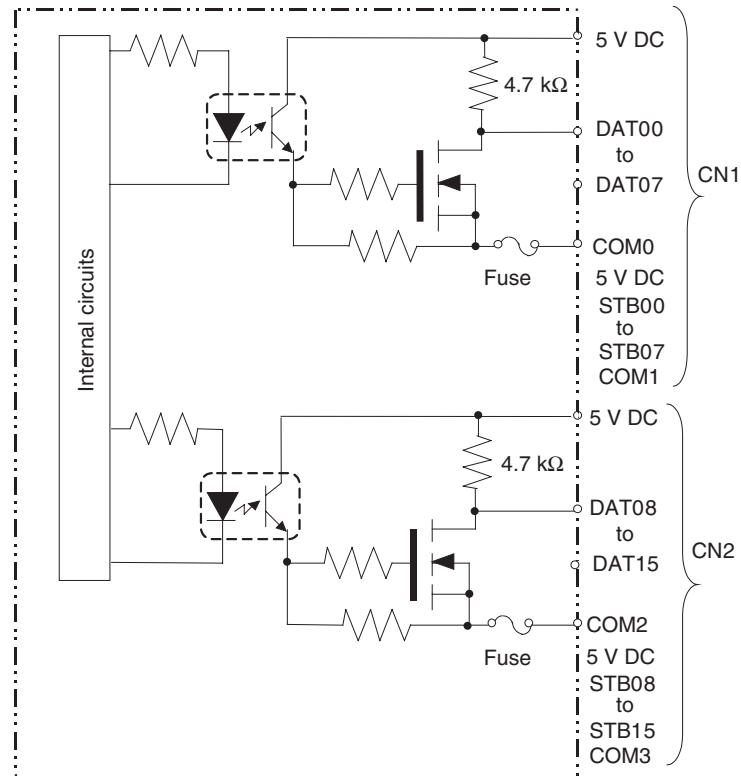 5 V DC
4.7 kΩ
DAT00
to
DAT07
CN1
COM0
Fuse
5 V DC
STB00
to
STB07
COM1
Internal circuits
5 V DC
4.7 kΩ
DAT08
to
DAT15
CN2
COM2
Fuse
5 V DC
STB08
to
STB15
COM3